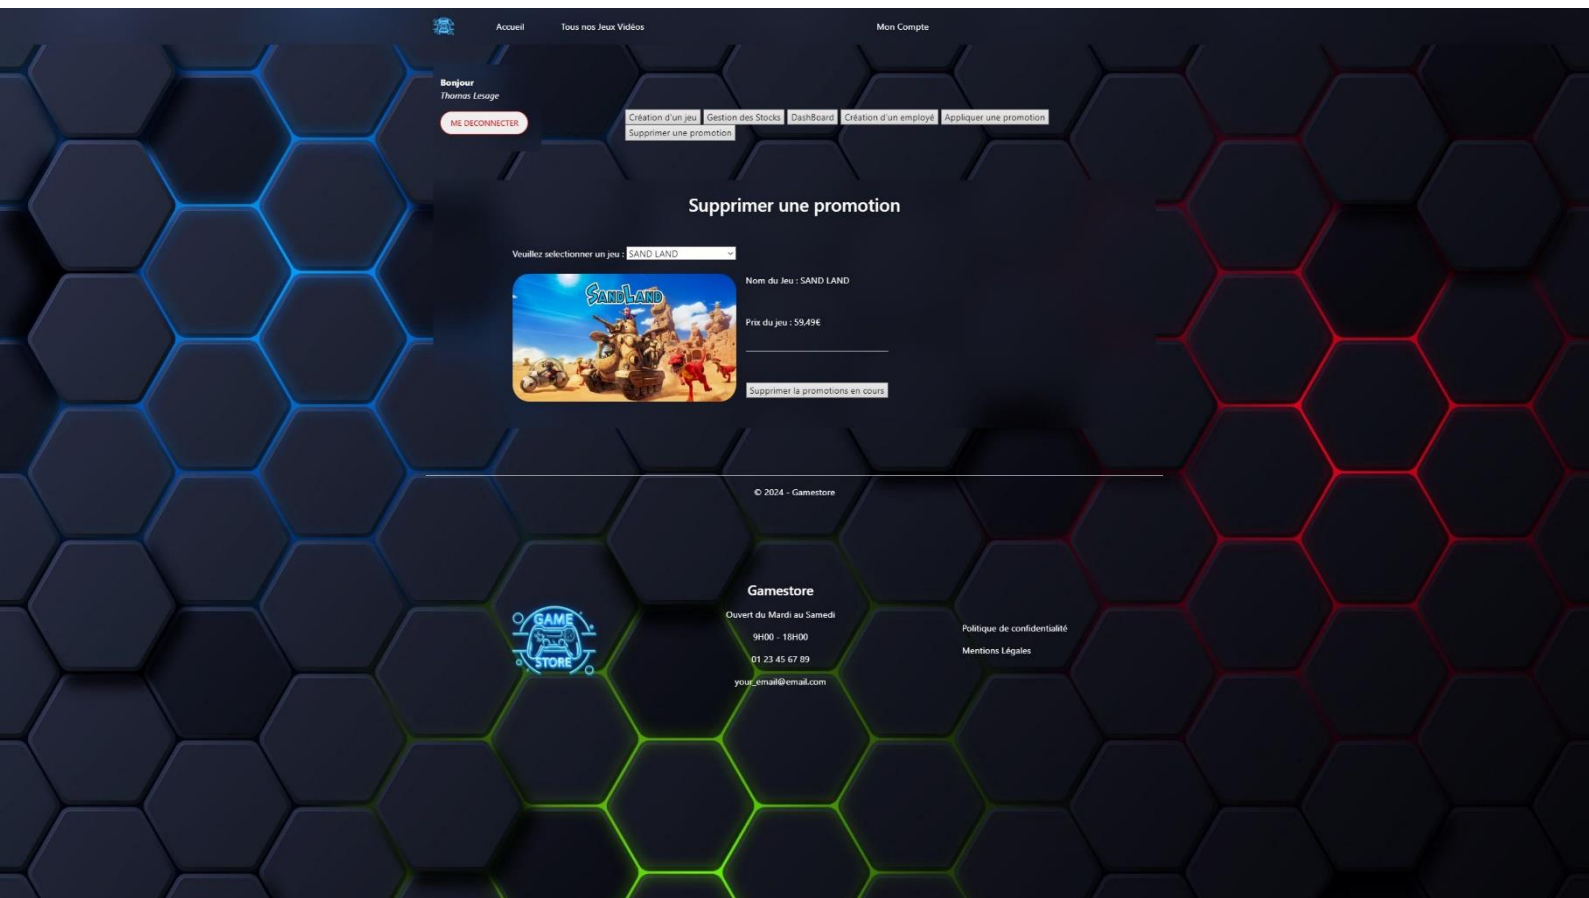 Accueil Tous nos Jeux Vidéos Mon Compte
Bonjour
Thomas Lesage
ME DECONNECTER
Création d'un jeu Gestion des Stocks DashBoard Création d'un employé Appliquer une promotion
Supprimer une promotion
Supprimer une promotion
Veuillez selectionner un jeu : SAND LAND
SAND LAND
Nom du Jeu : SAND LAND
Prix du jeu : 59,49€
Supprimer la promotions en cours
© 2024 - Gamestore
GAME
STORE
Gamestore
Ouvert du Mardi au Samedi
9H00 - 18H00
01 23 45 67 89
your_email@email.com
Politique de confidentialité
Mentions Légales